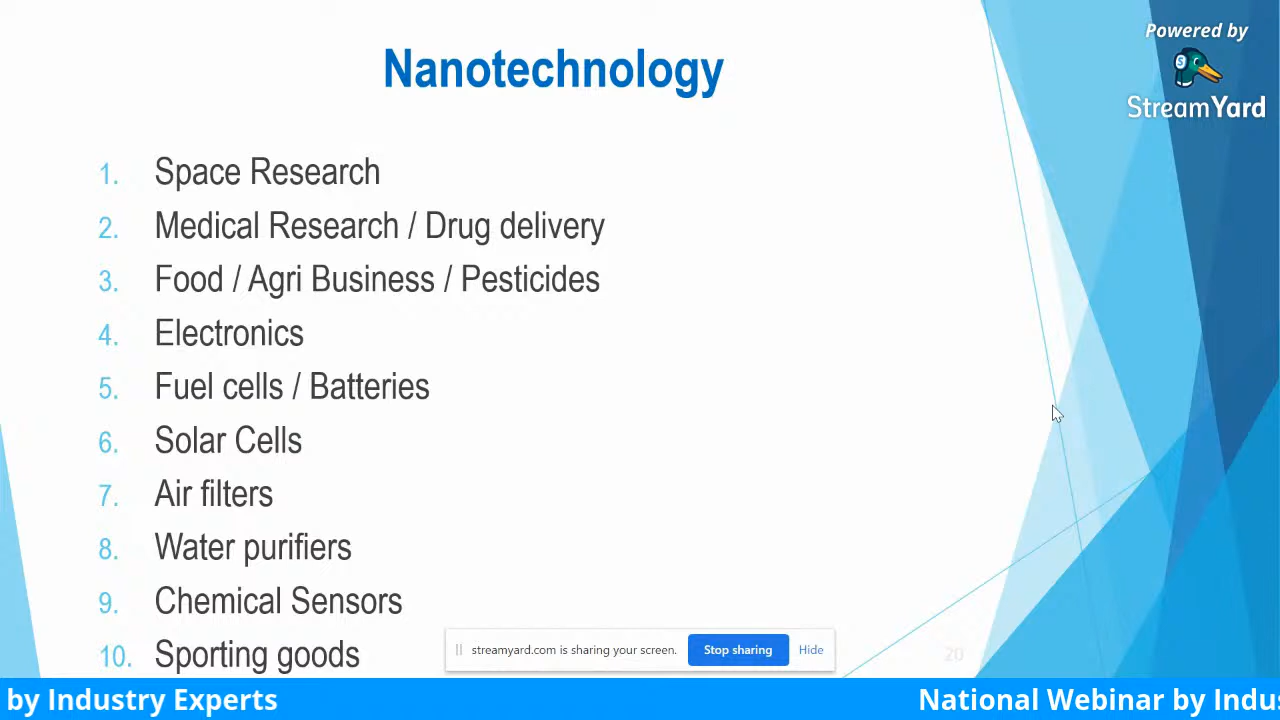 Nanotechnology
Powered by
StreamYard
1. Space Research
2. Medical Research / Drug delivery
3. Food / Agri Business / Pesticides
4. Electronics
5. Fuel cells / Batteries
6. Solar Cells
7. Air filters
8. Water purifiers
9. Chemical Sensors
10. Sporting goods
streamyard.com is sharing your screen. Stop sharing Hide
20
by Industry Experts National Webinar by Indus